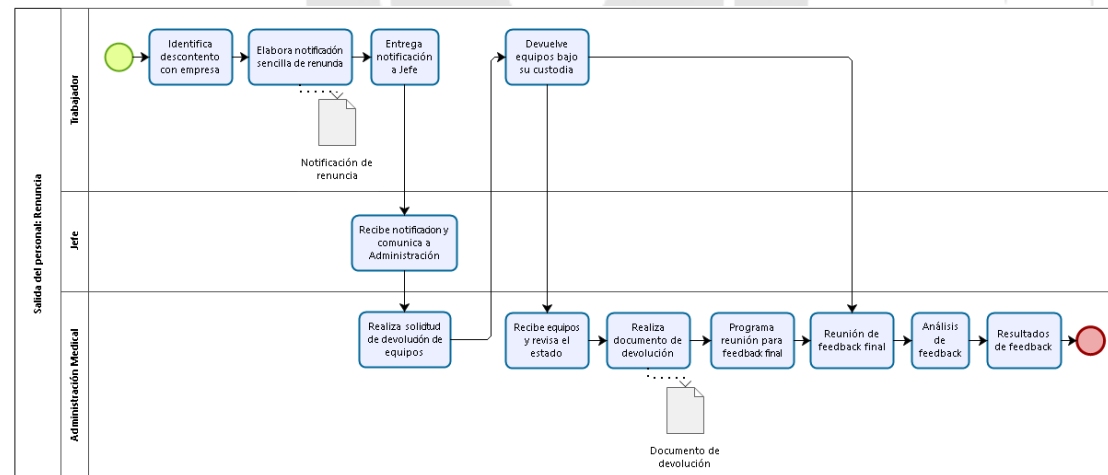 Salida del personal: Renuncia
Trabajador
Identifica
descontento
con empresa
Elabora notificación
sencilla de renuncia
Entrega
notificación
a Jefe
Devuelve
equipos bajo
su custodia
Notificación de
renuncia
Jefe
Recibe notificacion y
comunica a
Administración
Administración Medical
Realiza solicitud
de devolución de
equipos
Recibe equipos
y revisa el
estado
Realiza
documento de
devolución
Programa
reunión para
feedback final
Reunión de
feedback final
Análisis
de
feedback
Resultados
de feedback
Documento de
devolución